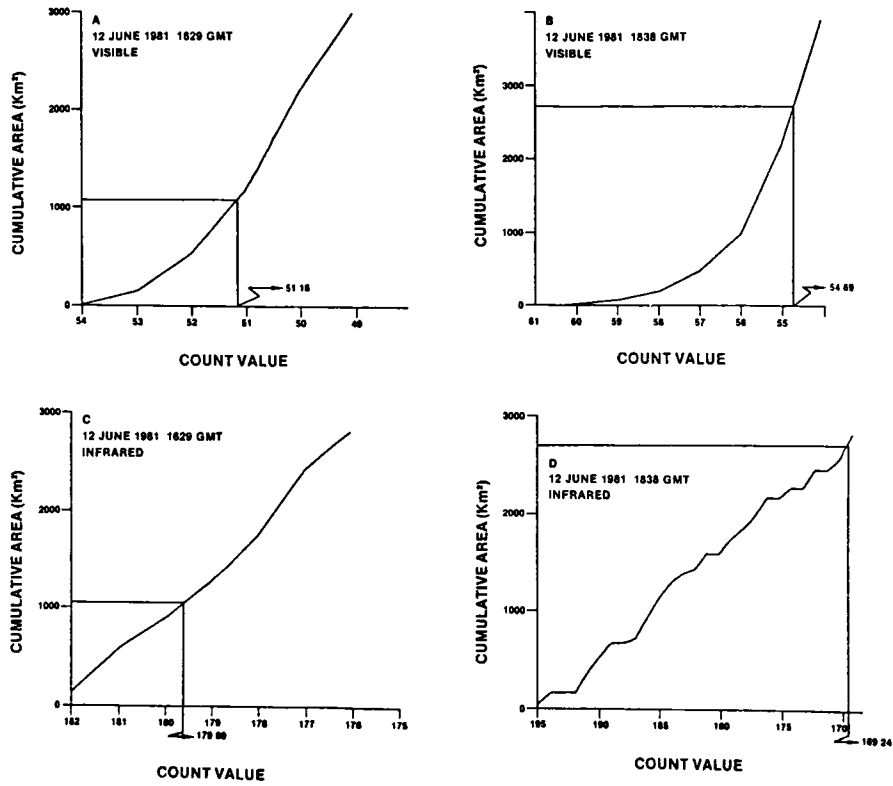 A
12 JUNE 1981 1629 GMT
VISIBLE
CUMULATIVE AREA (Km²)
3000
2000
1000
0
54 53 52 51 50 49
51 16
COUNT VALUE
B
12 JUNE 1981 1838 GMT
VISIBLE
CUMULATIVE AREA (Km²)
3000
2000
1000
0
61 60 59 58 57 56 55
54 69
COUNT VALUE
C
12 JUNE 1981 1629 GMT
INFRARED
CUMULATIVE AREA (Km²)
3000
2000
1000
0
182 181 180 179 178 177 176 175
COUNT VALUE
D
12 JUNE 1981 1838 GMT
INFRARED
CUMULATIVE AREA (Km²)
3000
2000
1000
0
195 190 185 180 175 170
169 24
COUNT VALUE